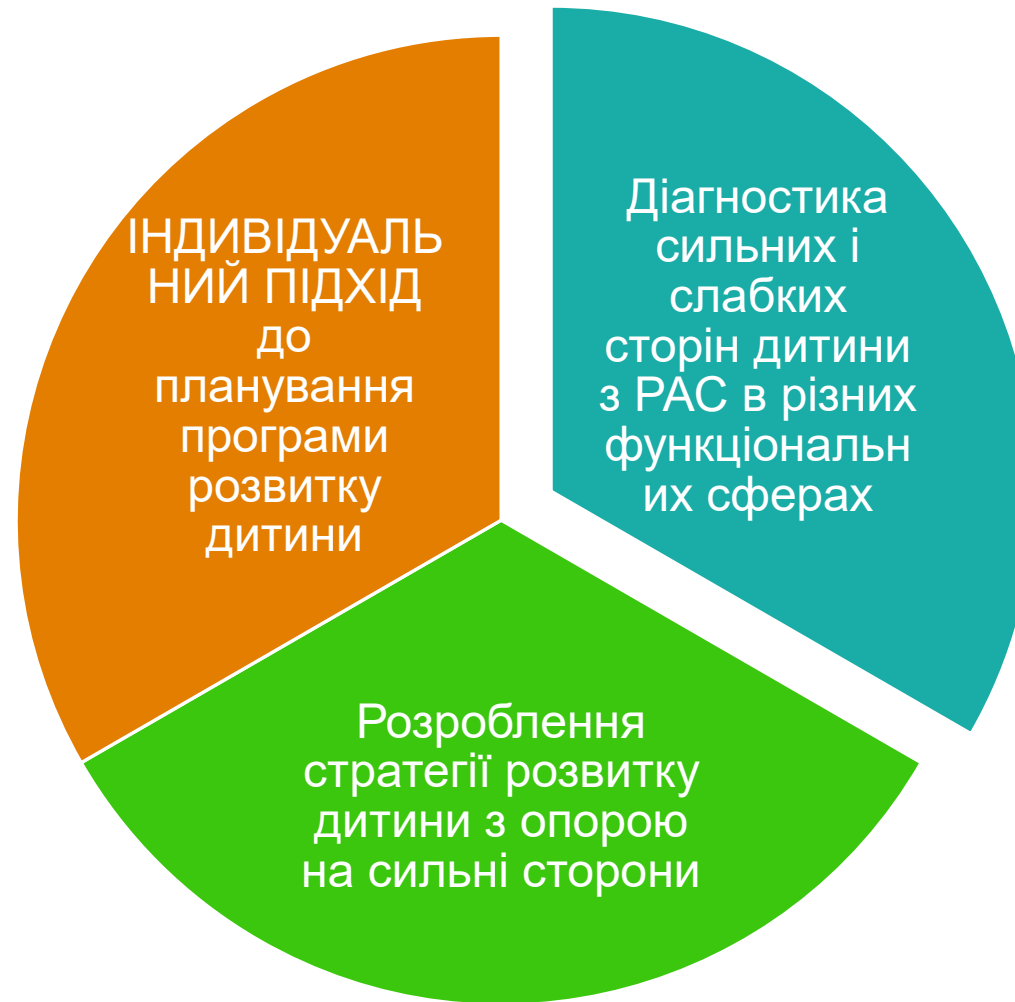 ІНДИВІДУАЛЬ
НИЙ ПІДХІД
до
планування
програми
розвитку
дитини
Діагностика
сильних і
слабких
сторін дитини
з РАС в різних
функціональн
их сферах
Розроблення
стратегії розвитку
дитини з опорою
на сильні сторони